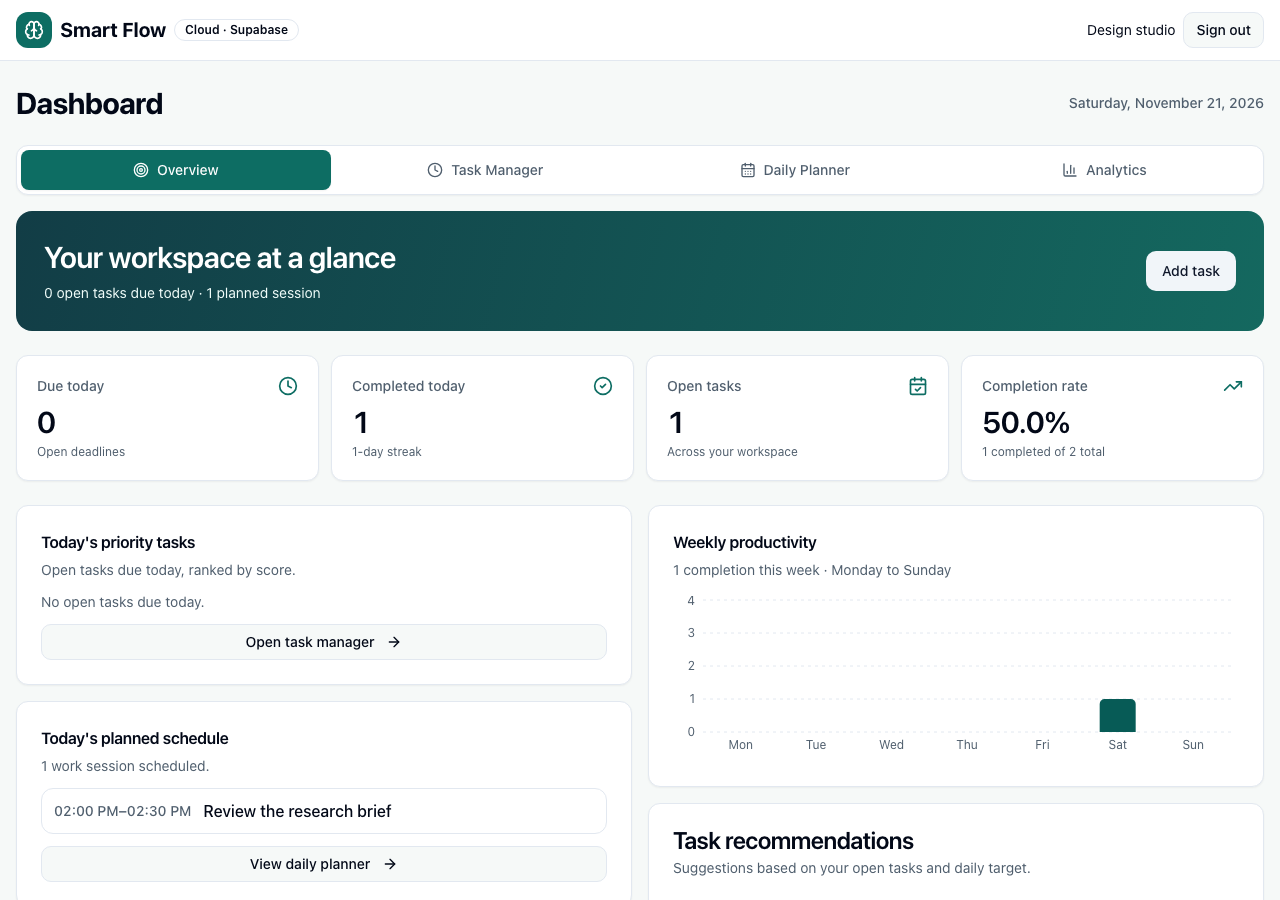 Smart Flow
Cloud · Supabase
Design studio
Sign out
Dashboard
Saturday, November 21, 2026
Overview
Task Manager
Daily Planner
Analytics
Your workspace at a glance
0 open tasks due today · 1 planned session
Add task
Due today
0
Open deadlines
Completed today
1
1-day streak
Open tasks
1
Across your workspace
Completion rate
50.0%
1 completed of 2 total
Today's priority tasks
Open tasks due today, ranked by score.
No open tasks due today.
Open task manager
Today's planned schedule
1 work session scheduled.
02:00 PM–02:30 PM Review the research brief
View daily planner
Weekly productivity
1 completion this week · Monday to Sunday
4
3
2
1
0
Mon Tue Wed Thu Fri Sat Sun
Task recommendations
Suggestions based on your open tasks and daily target.